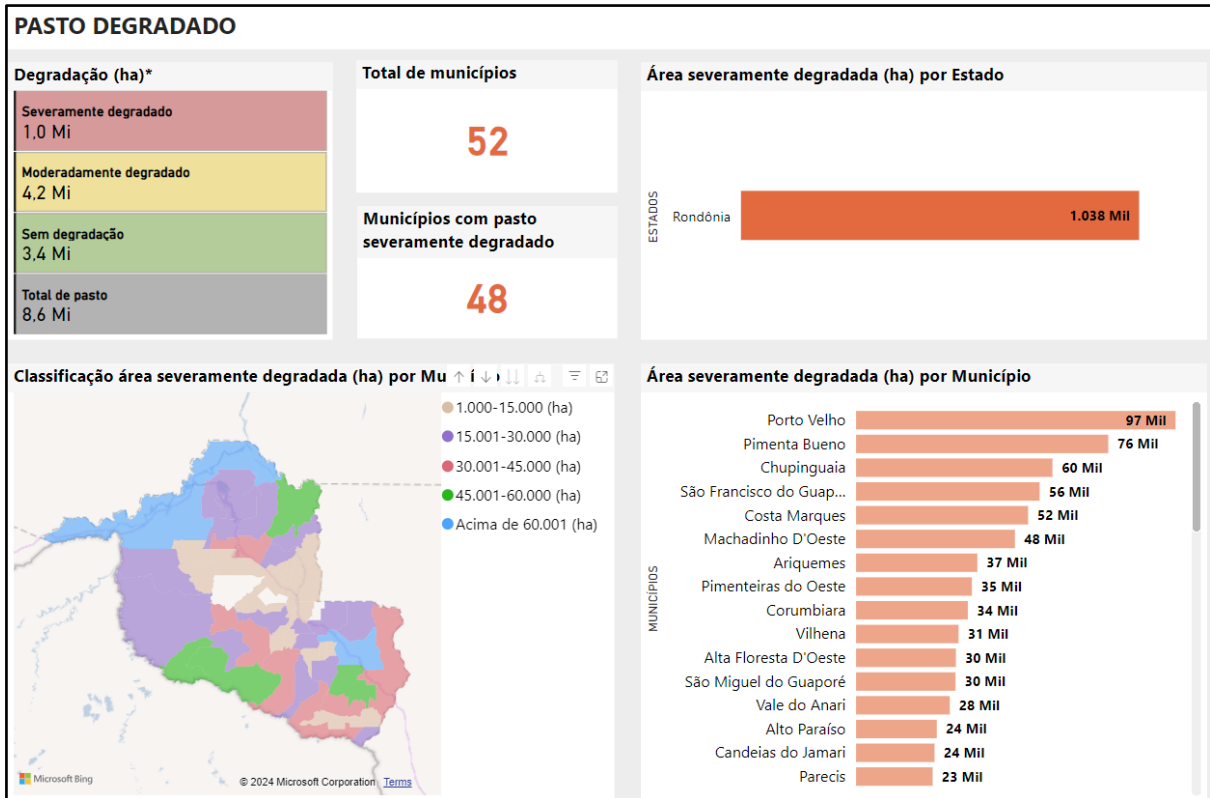 PASTO DEGRADADO
Degradação (ha)*
Severamente degradado
1,0 Mi
Moderadamente degradado
4,2 Mi
Sem degradação
3,4 Mi
Total de pasto
8,6 Mi
Total de municípios
52
Municípios com pasto
severamente degradado
48
Área severamente degradada (ha) por Estado
ESTADOS
Rondônia
1.038 Mil
Classificação área severamente degradada (ha) por Mu
1.000-15.000 (ha)
15.001-30.000 (ha)
30.001-45.000 (ha)
45.001-60.000 (ha)
Acima de 60.001 (ha)
Microsoft Bing
© 2024 Microsoft Corporation Terms
Área severamente degradada (ha) por Município
MUNICÍPIOS
Porto Velho 97 Mil
Pimenta Bueno 76 Mil
Chupinguaia 60 Mil
São Francisco do Guap... 56 Mil
Costa Marques 52 Mil
Machadinho D'Oeste 48 Mil
Ariquemes 37 Mil
Pimenteiras do Oeste 35 Mil
Corumbiara 34 Mil
Vilhena 31 Mil
Alta Floresta D'Oeste 30 Mil
São Miguel do Guaporé 30 Mil
Vale do Anari 28 Mil
Alto Paraíso 24 Mil
Candeias do Jamari 24 Mil
Parecis 23 Mil